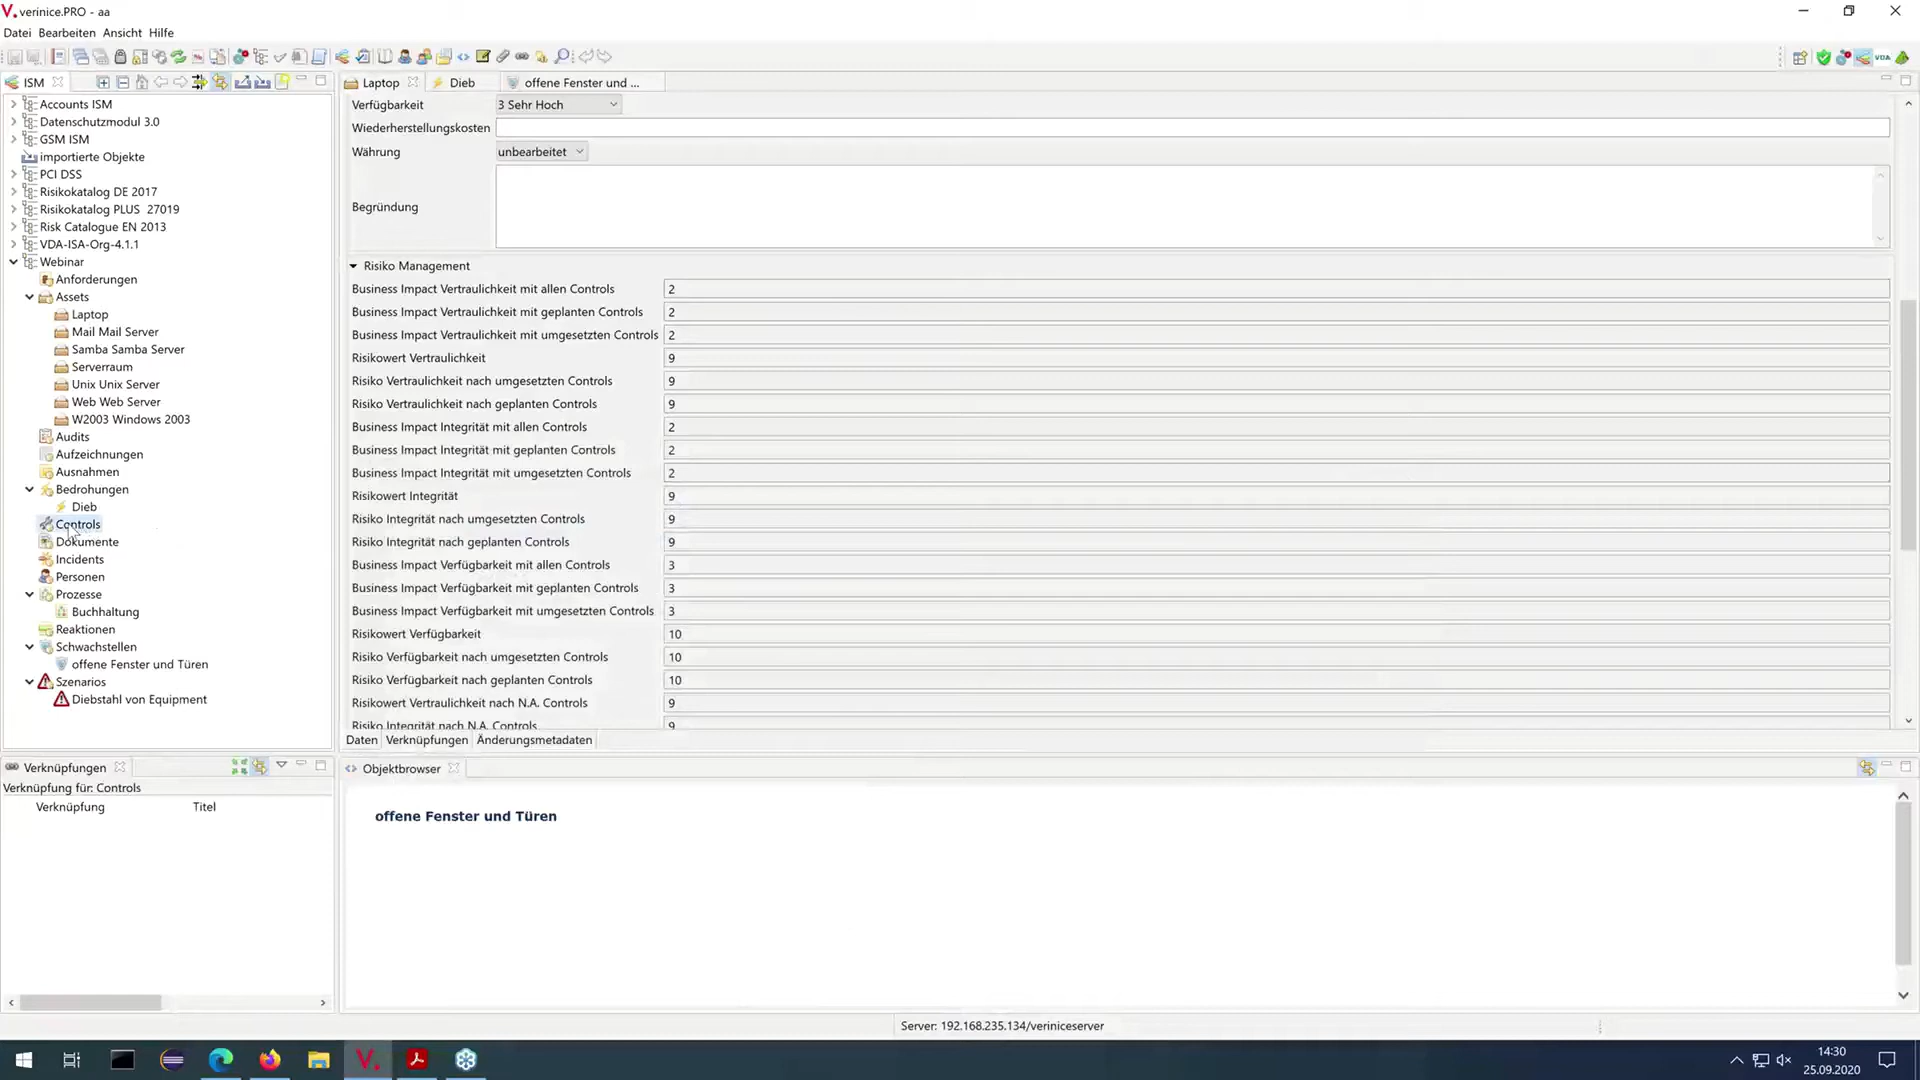 verinice.PRO - aa
Datei Bearbeiten Ansicht Hilfe
VDA
ISM
Accounts ISM
Datenschutzmodul 3.0
GSM ISM
importierte Objekte
PCI DSS
Risikokatalog DE 2017
Risikokatalog PLUS 27019
Risk Catalogue EN 2013
VDA-ISA-Org-4.1.1
Webinar
Anforderungen
Assets
Laptop
Mail Mail Server
Samba Samba Server
Serverraum
Unix Unix Server
Web Web Server
W2003 Windows 2003
Audits
Aufzeichnungen
Ausnahmen
Bedrohungen
Dieb
Controls
Dokumente
Incidents
Personen
Prozesse
Buchhaltung
Reaktionen
Schwachstellen
offene Fenster und Türen
Szenarios
Diebstahl von Equipment
Laptop
Dieb
offene Fenster und ...
Verfügbarkeit 3 Sehr Hoch
Wiederherstellungskosten
Währung unbearbeitet
Begründung
Risiko Management
Business Impact Vertraulichkeit mit allen Controls 2
Business Impact Vertraulichkeit mit geplanten Controls 2
Business Impact Vertraulichkeit mit umgesetzten Controls 2
Risikowert Vertraulichkeit 9
Risiko Vertraulichkeit nach umgesetzten Controls 9
Risiko Vertraulichkeit nach geplanten Controls 9
Business Impact Integrität mit allen Controls 2
Business Impact Integrität mit geplanten Controls 2
Business Impact Integrität mit umgesetzten Controls 2
Risikowert Integrität 9
Risiko Integrität nach umgesetzten Controls 9
Risiko Integrität nach geplanten Controls 9
Business Impact Verfügbarkeit mit allen Controls 3
Business Impact Verfügbarkeit mit geplanten Controls 3
Business Impact Verfügbarkeit mit umgesetzten Controls 3
Risikowert Verfügbarkeit 10
Risiko Verfügbarkeit nach umgesetzten Controls 10
Risiko Verfügbarkeit nach geplanten Controls 10
Risikowert Vertraulichkeit nach N.A. Controls 9
Risiko Integrität nach N.A. Controls 9
Daten Verknüpfungen Änderungsmetadaten
Verknüpfungen
Verknüpfung für: Controls
Verknüpfung Titel
Objektbrowser
offene Fenster und Türen
Server: 192.168.235.134/veriniceserver
14:30
25.09.2020